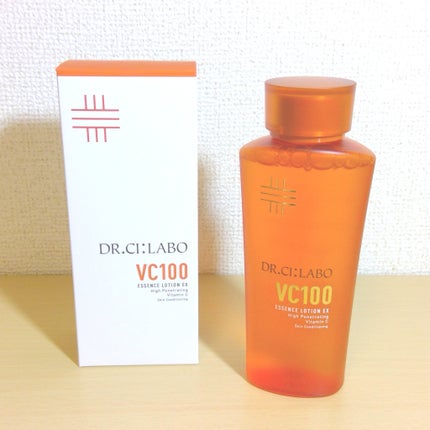 DR.CI:LABO
VC100
ESSENCE LOTION EX
High Penetrating
Vitamin C
Skin Conditioning
DR.CI:LABO
VC100
ESSENCE LOTION EX
High Penetrating
Vitamin C
Skin Conditioning